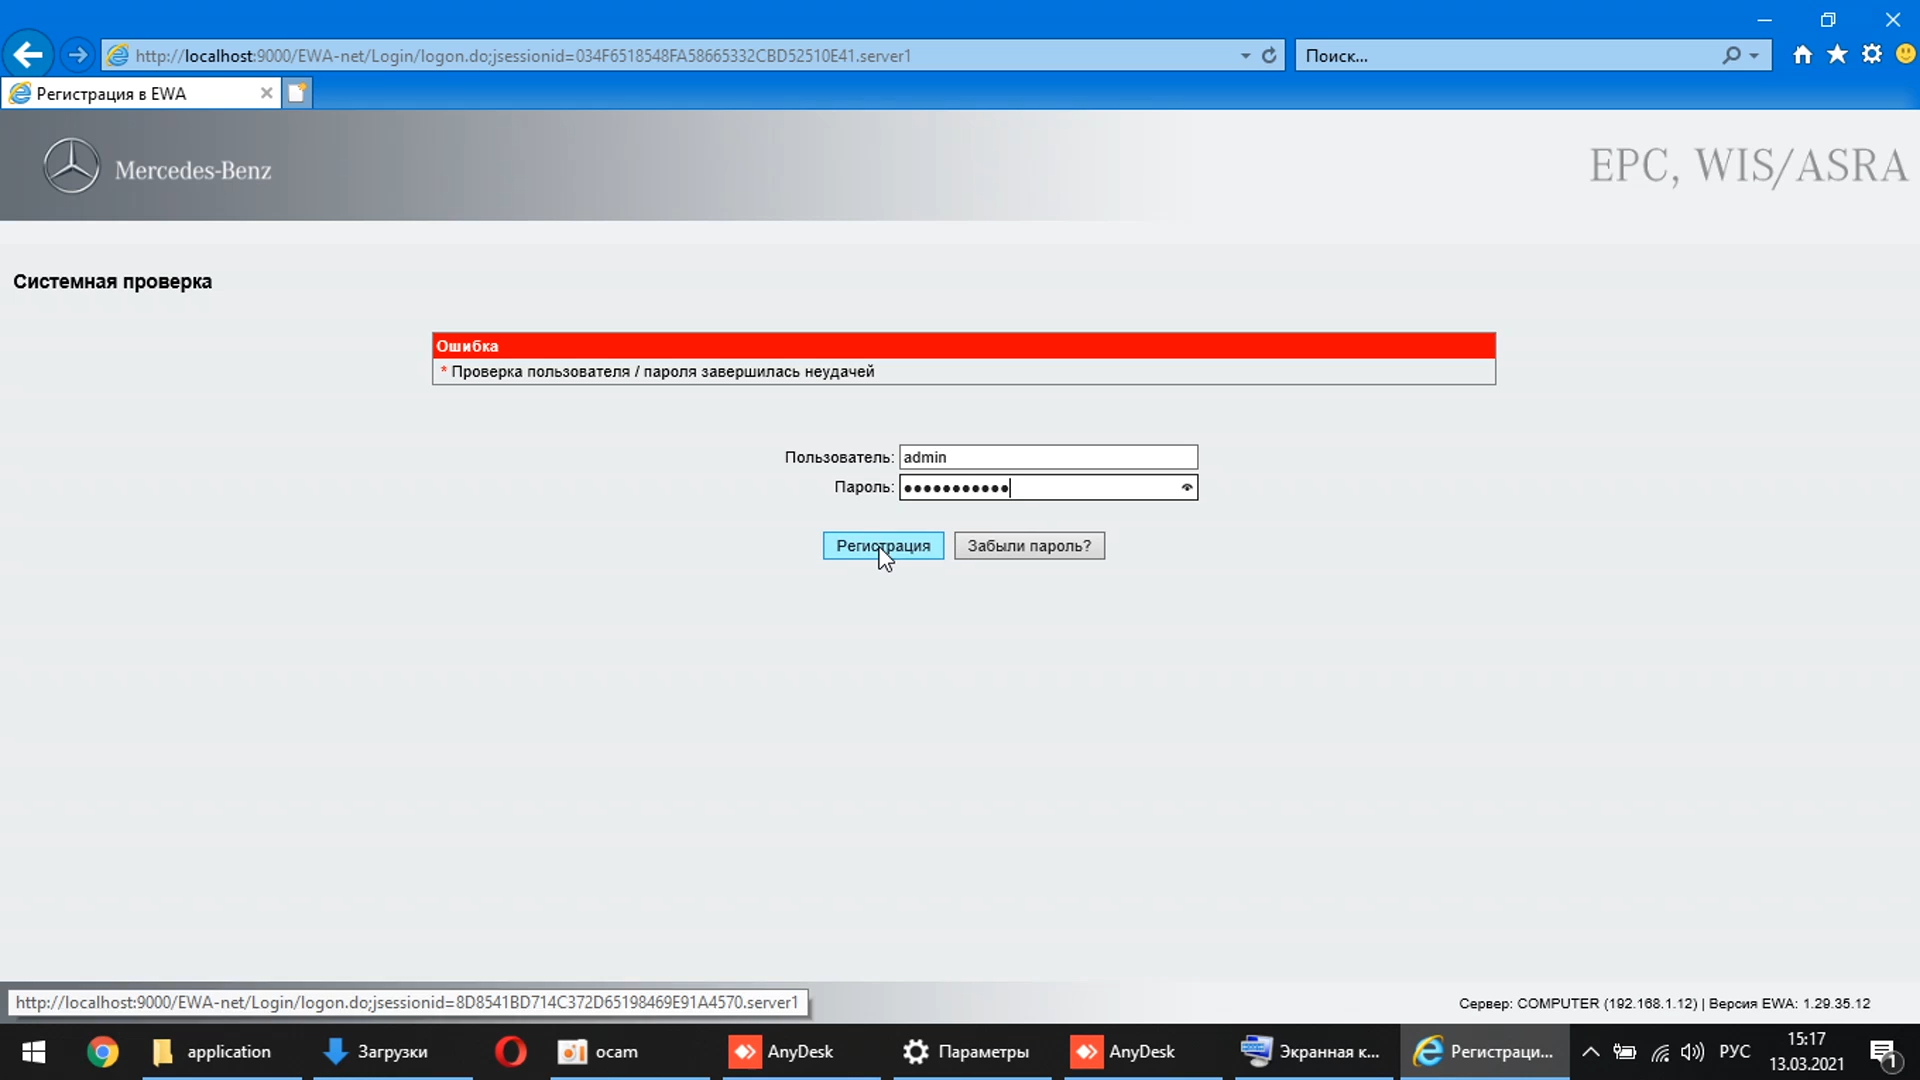 http://localhost:9000/EWA-net/Login/logon.do;jsessionid=034F6518548FA58665332CBD52510E41.server1
Поиск...
Регистрация в EWA
Mercedes-Benz
EPC, WIS/ASRA
Системная проверка
Ошибка
* Проверка пользователя / пароля завершилась неудачей
Пользователь: admin
Пароль: ●●●●●●●●●●●
Регистрация
Забыли пароль?
http://localhost:9000/EWA-net/Login/logon.do;jsessionid=8D8541BD714C372D65198469E91A4570.server1
Сервер: COMPUTER (192.168.1.12) | Версия EWA: 1.29.35.12
application
Загрузки
ocam
AnyDesk
Параметры
AnyDesk
Экранная к...
Регистраци...
РУС
15:17
13.03.2021
1